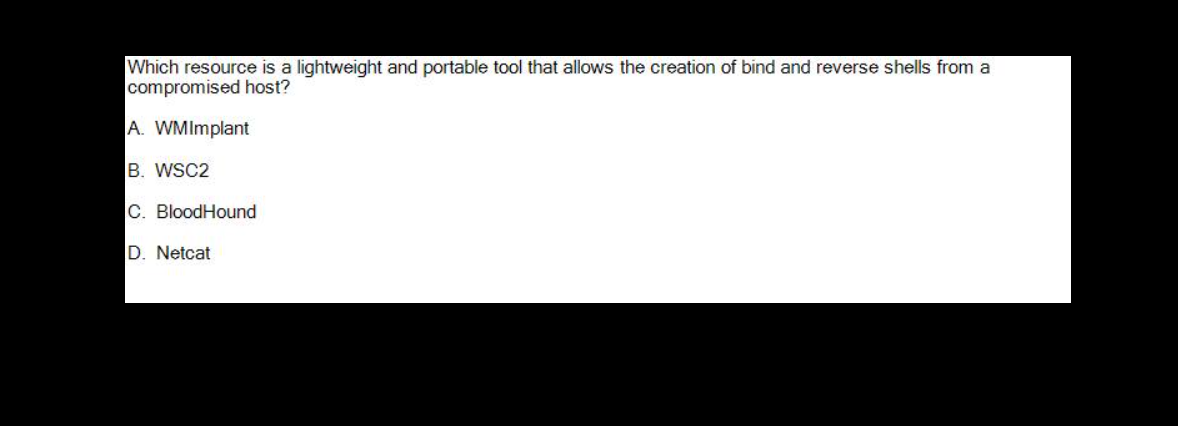 Which resource is a lightweight and portable tool that allows the creation of bind and reverse shells from a
compromised host?
A. WMImplant
B. WSC2
C. BloodHound
D. Netcat